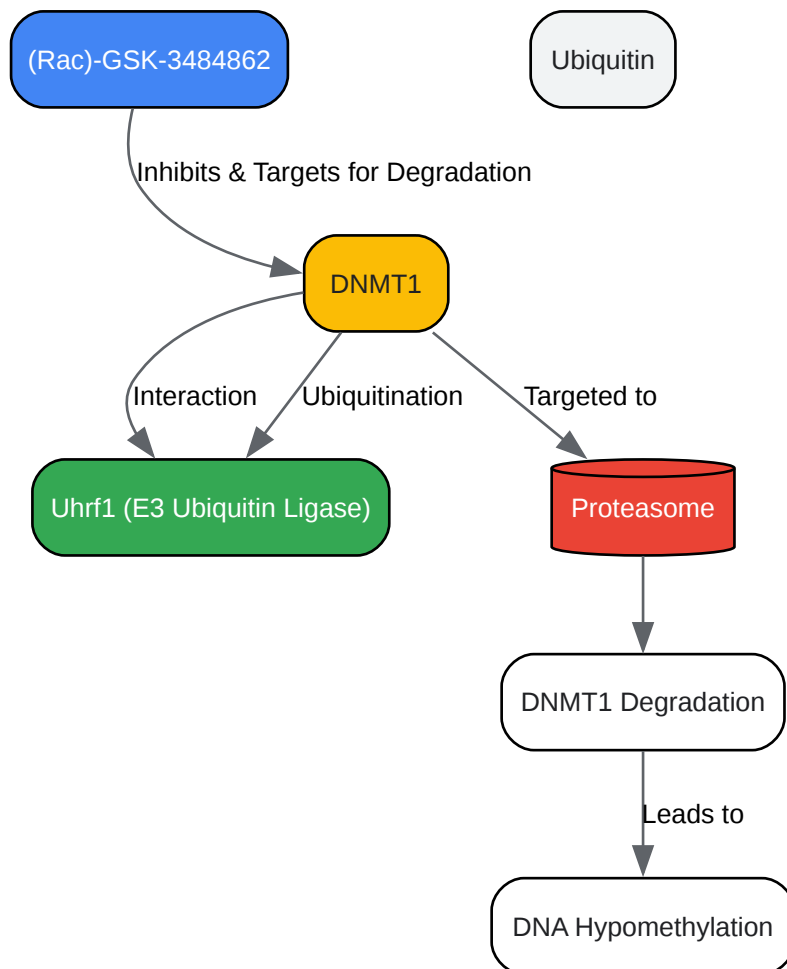 (Rac)-GSK-3484862
Ubiquitin
Inhibits & Targets for Degradation
DNMT1
Interaction
Ubiquitination
Targeted to
Uhrf1 (E3 Ubiquitin Ligase)
Proteasome
DNMT1 Degradation
Leads to
DNA Hypomethylation